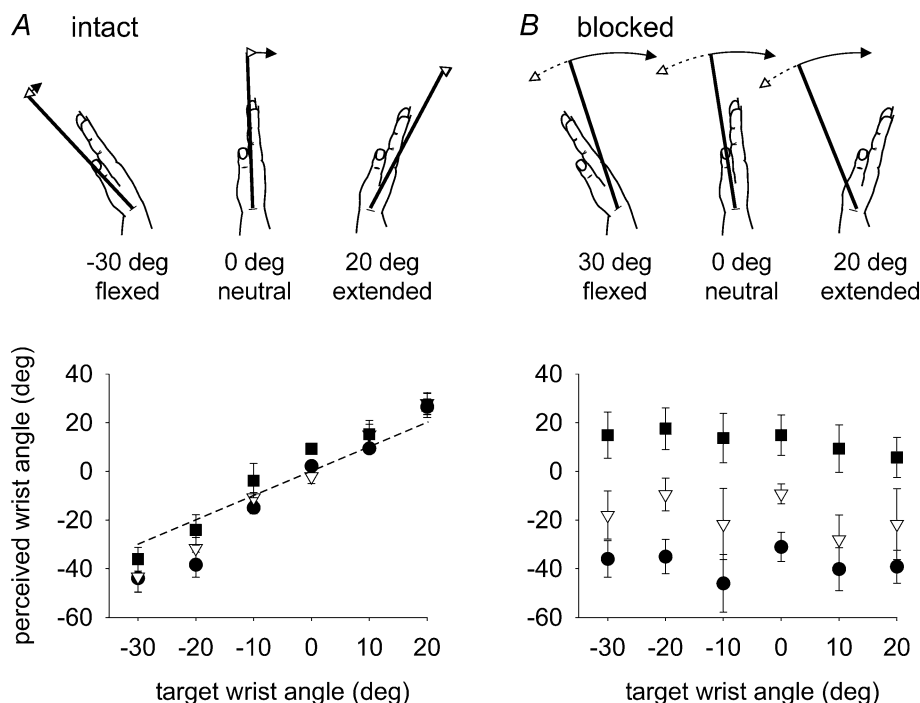 A intact
-30 deg
flexed
0 deg
neutral
20 deg
extended
B blocked
30 deg
flexed
0 deg
neutral
20 deg
extended
perceived wrist angle (deg)
40
20
0
-20
-40
-60
-30 -20 -10 0 10 20
target wrist angle (deg)
40
20
0
-20
-40
-60
-30 -20 -10 0 10 20
target wrist angle (deg)